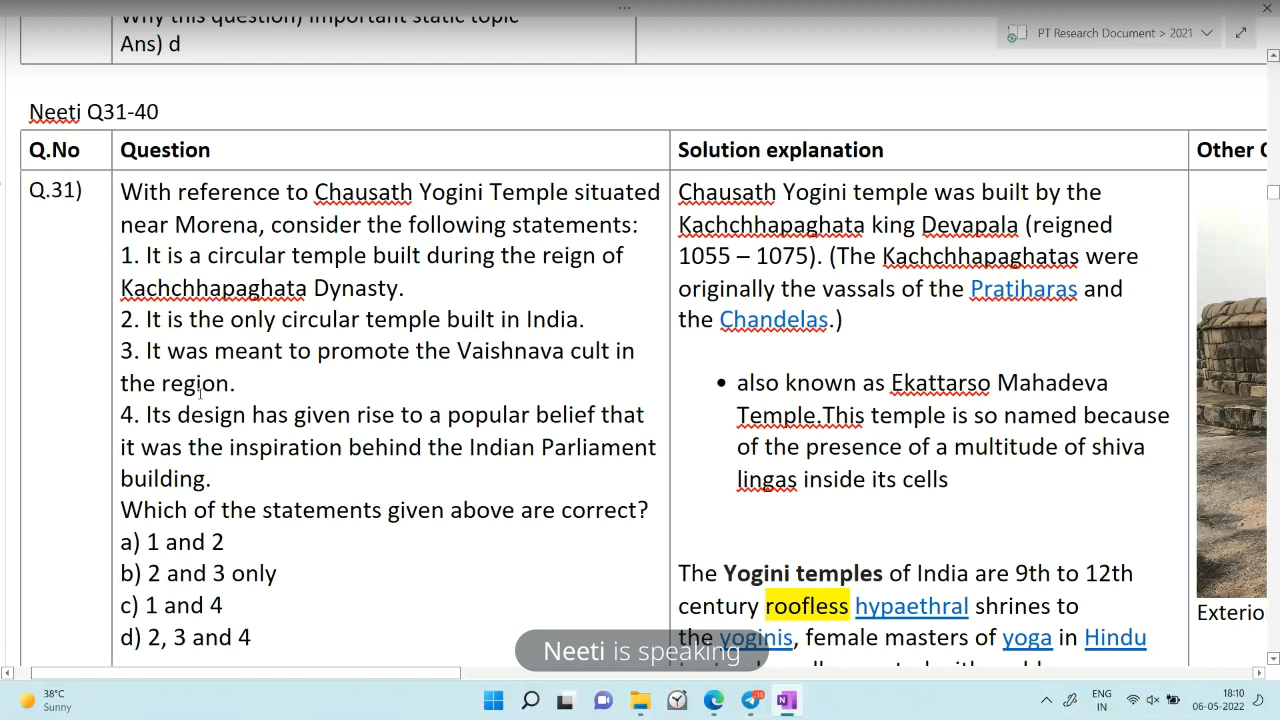 Why this question) Important static topic
Ans) d
PT Research Document > 2021
Neeti Q31-40
Q.No
Question
Solution explanation
Other
Q.31)
With reference to Chausath Yogini Temple situated
near Morena, consider the following statements:
1. It is a circular temple built during the reign of
Kachchhapaghata Dynasty.
2. It is the only circular temple built in India.
3. It was meant to promote the Vaishnava cult in
the region.
4. Its design has given rise to a popular belief that
it was the inspiration behind the Indian Parliament
building.
Which of the statements given above are correct?
a) 1 and 2
b) 2 and 3 only
c) 1 and 4
d) 2, 3 and 4
Chausath Yogini temple was built by the
Kachchhapaghata king Devapala (reigned
1055 – 1075). (The Kachchhapaghatas were
originally the vassals of the Pratiharas and
the Chandelas.)
• also known as Ekattarso Mahadeva
Temple.This temple is so named because
of the presence of a multitude of shiva
lingas inside its cells
The Yogini temples of India are 9th to 12th
century roofless hypaethral shrines to
the yoginis, female masters of yoga in Hindu
Exterio
Neeti is speaking
38°C
Sunny
16
ENG
IN
18:10
06-05-2022